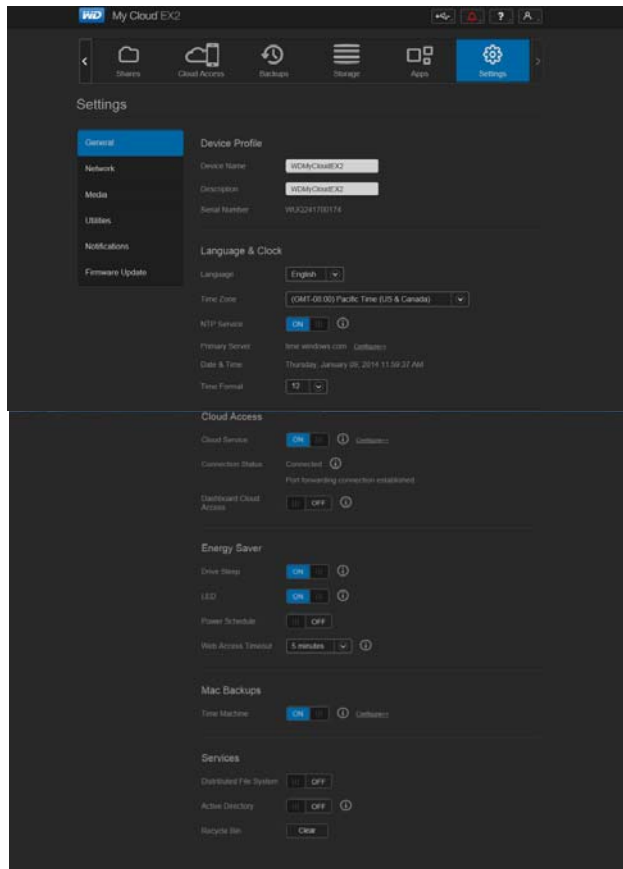 WD My Cloud EX2
?
Shares Cloud Access Backups Storage Apps Settings
Settings
General
Network
Media
Utilities
Notifications
Firmware Update
Device Profile
Device Name WDMyCloudEX2
Description WDMyCloudEX2
Serial Number
Language & Clock
Language English
Time Zone (GMT-08:00) Pacific Time (US & Canada)
NTP Service ON
Primary Server time.windows.com Configure>>
Date & Time Thursday, January 09, 2014 11:59:37 AM
Time Format 12
Cloud Access
Cloud Service ON Configure>>
Connection Status Connected
Port forwarding connection established
Dashboard Cloud
Access OFF
Energy Saver
Drive Sleep ON
LED ON
Power Schedule OFF
Web Access Timeout 5 minutes
Mac Backups
Time Machine ON Configure>>
Services
Distributed File System OFF
Active Directory OFF
Recycle Bin Clear